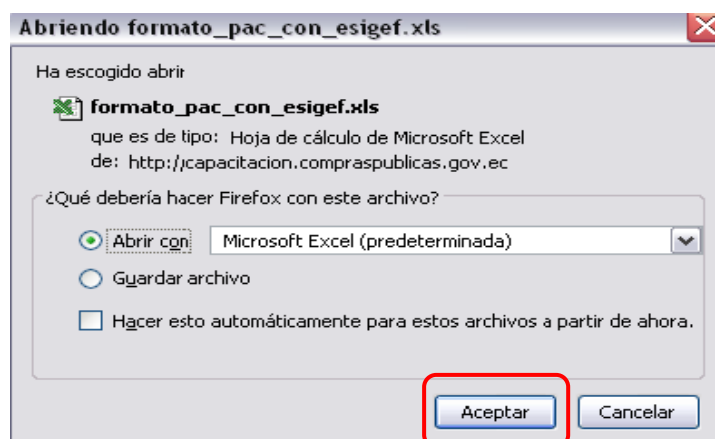 Abriendo formato_pac_con_esigef.xls
Ha escogido abrir
formato_pac_con_esigef.xls
que es de tipo: Hoja de cálculo de Microsoft Excel
de: http://capacitacion.compraspublicas.gov.ec
¿Qué debería hacer Firefox con este archivo?
Abrir con Microsoft Excel (predeterminada)
Guardar archivo
Hacer esto automáticamente para estos archivos a partir de ahora.
Aceptar Cancelar